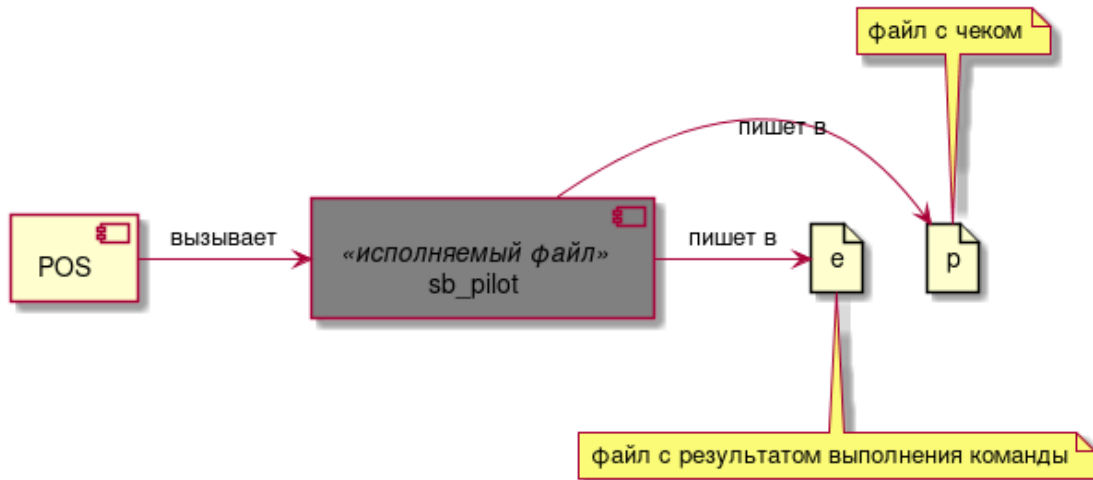 файл с чеком
пишет в
POS
вызывает
«исполняемый файл»
sb_pilot
пишет в
e
p
файл с результатом выполнения команды